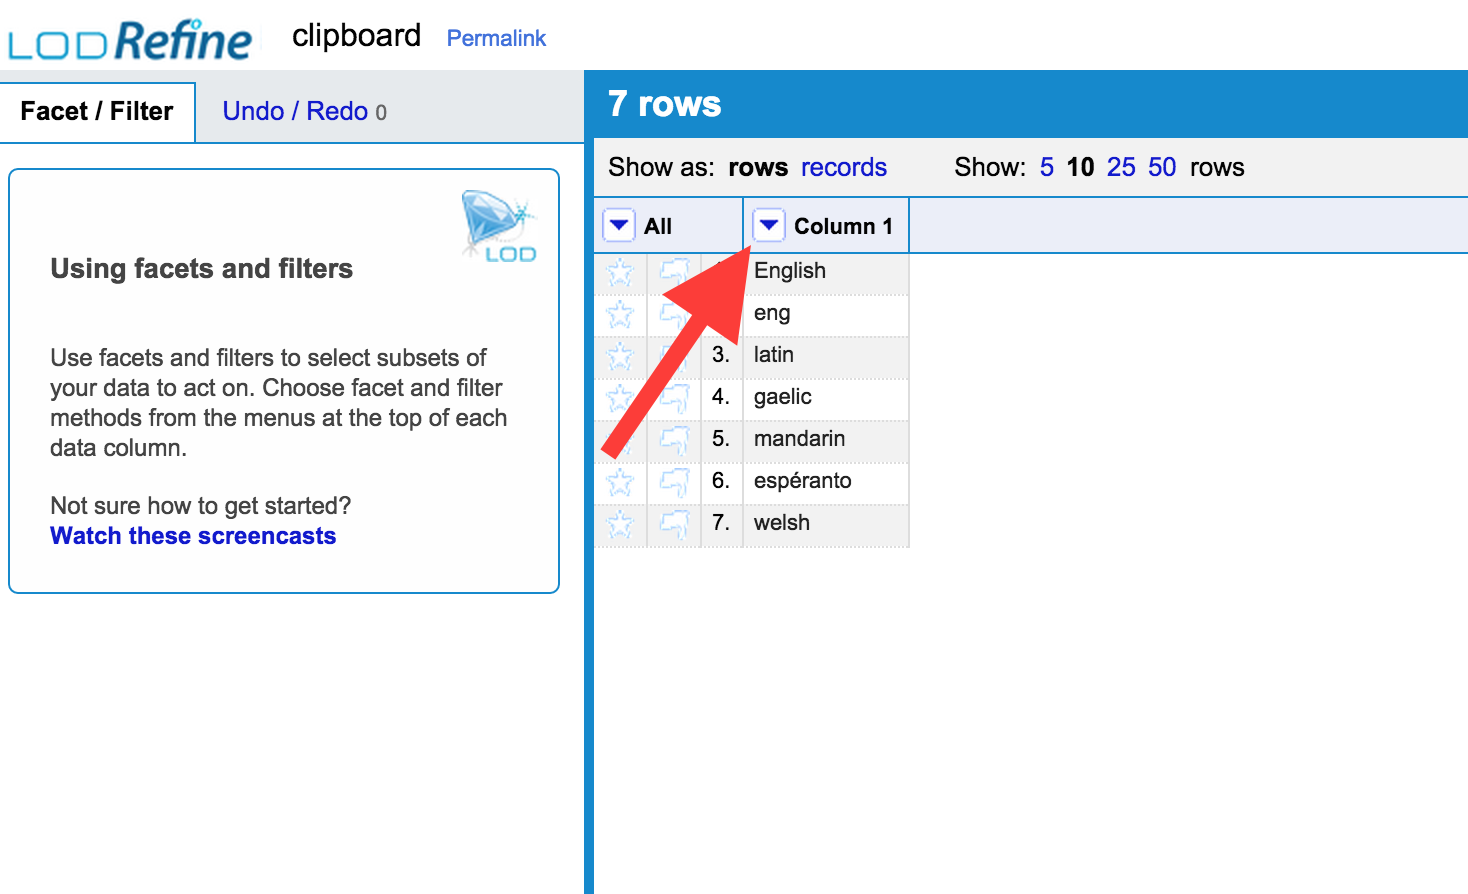 LOD Refine clipboard Permalink
Facet / Filter Undo / Redo 0
LOD
Using facets and filters
Use facets and filters to select subsets of
your data to act on. Choose facet and filter
methods from the menus at the top of each
data column.
Not sure how to get started?
Watch these screencasts
7 rows
Show as: rows records Show: 5 10 25 50 rows
All Column 1
English
eng
3. latin
4. gaelic
5. mandarin
6. espéranto
7. welsh